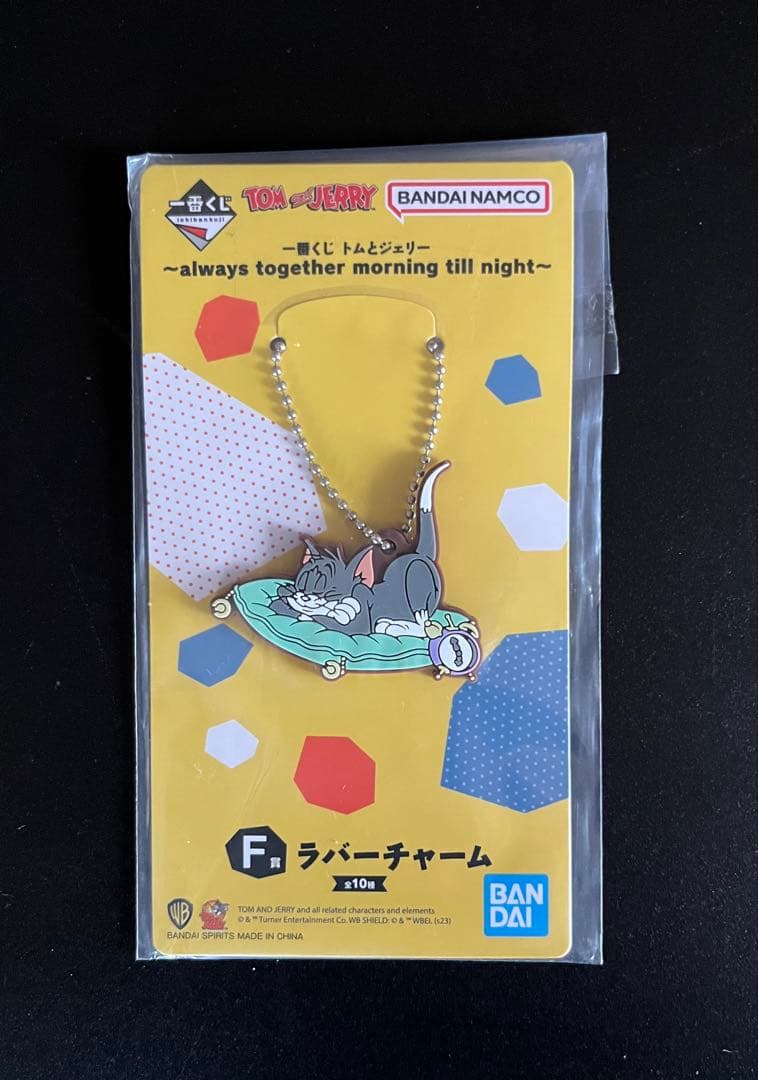 一番くじ
ichibankuji
TOM and JERRY
BANDAI NAMCO
一番くじ トムとジェリー
～always together morning till night～
F賞 ラバーチャーム
全10種
WB
TOM AND JERRY and all related characters and elements
© & ™ Turner Entertainment Co. WB SHIELD: © & ™ WBEI. (s23)
BANDAI SPIRITS MADE IN CHINA
BAN
DAI